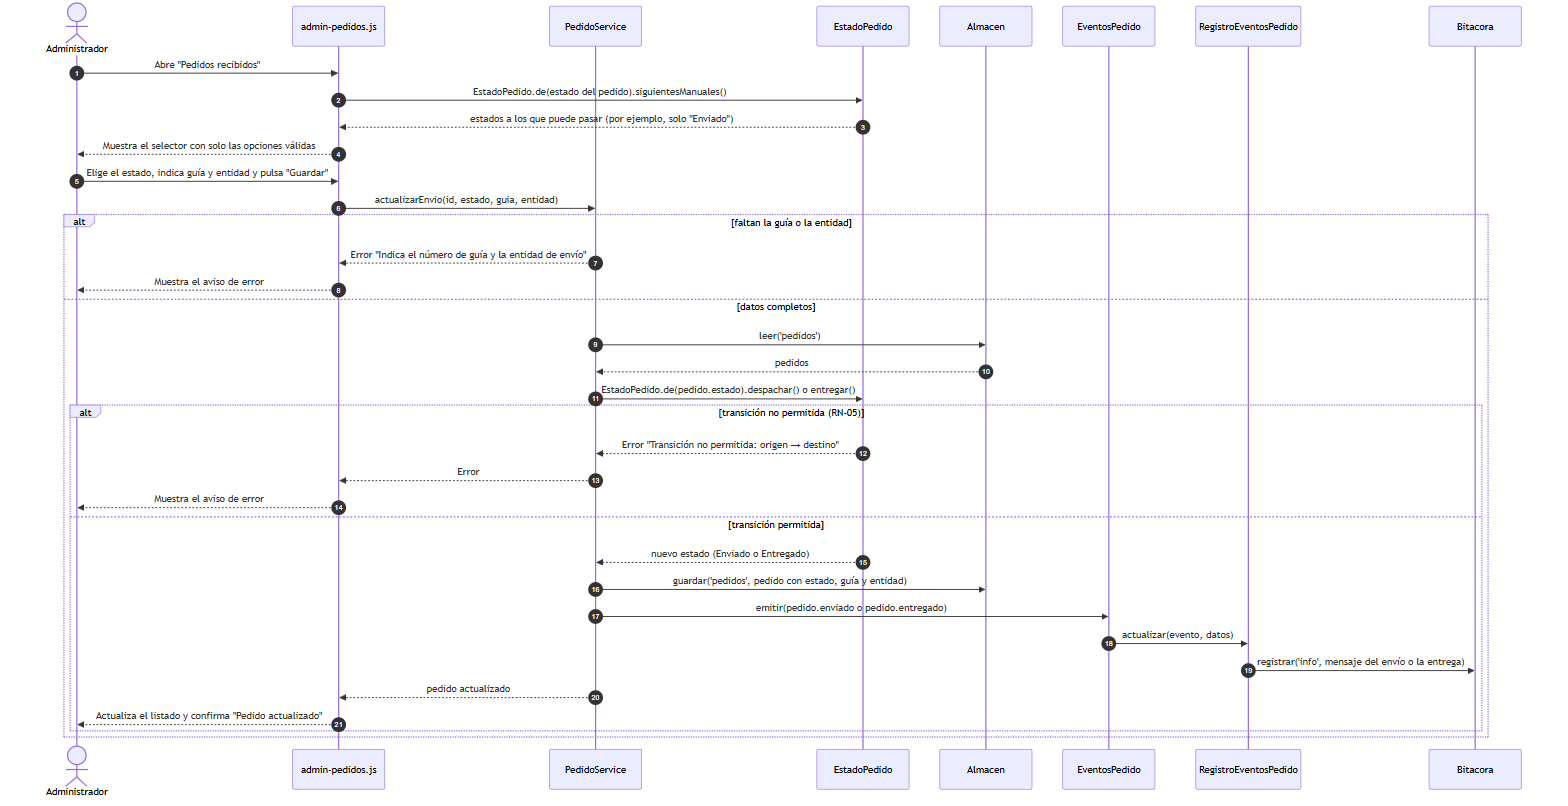 Administrador
admin-pedidos.js
PedidoService
EstadoPedido
Almacen
EventosPedido
RegistroEventosPedido
Bitacora
1 Abre "Pedidos recibidos"
2 EstadoPedido.de(estado del pedido).siguientesManuales()
3 estados a los que puede pasar (por ejemplo, solo "Enviado")
4 Muestra el selector con solo las opciones válidas
5 Elige el estado, indica guía y entidad y pulsa "Guardar"
6 actualizarEnvio(id, estado, guia, entidad)
alt [faltan la guía o la entidad]
7 Error "Indica el número de guía y la entidad de envío"
8 Muestra el aviso de error
[datos completos]
9 leer('pedidos')
10 pedidos
11 EstadoPedido.de(pedido.estado).despachar() o entregar()
alt [transición no permitida (RN-05)]
12 Error "Transición no permitida: origen → destino"
13 Error
14 Muestra el aviso de error
[transición permitida]
15 nuevo estado (Enviado o Entregado)
16 guardar('pedidos', pedido con estado, guía y entidad)
17 emitir(pedido.enviado o pedido.entregado)
18 actualizar(evento, datos)
19 registrar('info', mensaje del envío o la entrega)
20 pedido actualizado
21 Actualiza el listado y confirma "Pedido actualizado"
Administrador
admin-pedidos.js
PedidoService
EstadoPedido
Almacen
EventosPedido
RegistroEventosPedido
Bitacora